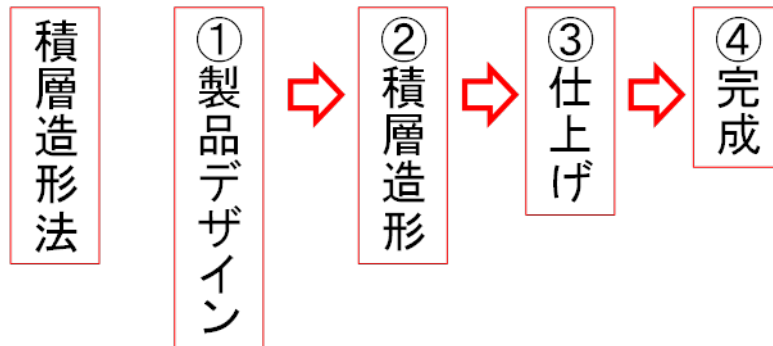 積層造形法
①製品デザイン
②積層造形
③仕上げ
④完成